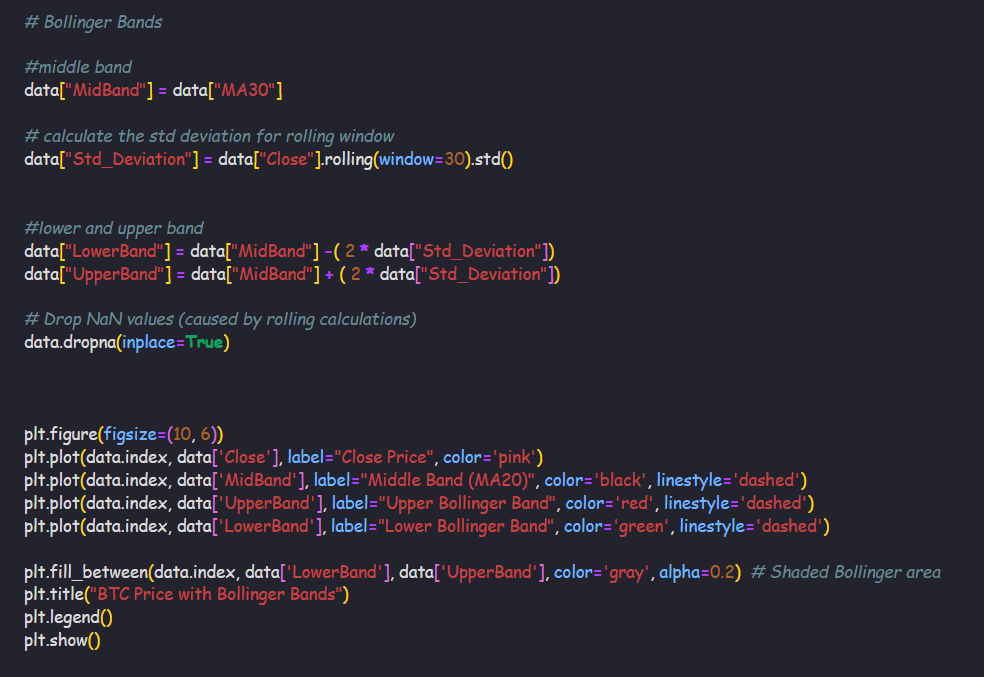 # Bollinger Bands
#middle band
data["MidBand"] = data["MA30"]
# calculate the std deviation for rolling window
data["Std_Deviation"] = data["Close"].rolling(window=30).std()
#lower and upper band
data["LowerBand"] = data["MidBand"] -( 2 * data["Std_Deviation"])
data["UpperBand"] = data["MidBand"] + ( 2 * data["Std_Deviation"])
# Drop NaN values (caused by rolling calculations)
data.dropna(inplace=True)
plt.figure(figsize=(10, 6))
plt.plot(data.index, data['Close'], label="Close Price", color='pink')
plt.plot(data.index, data['MidBand'], label="Middle Band (MA20)", color='black', linestyle='dashed')
plt.plot(data.index, data['UpperBand'], label="Upper Bollinger Band", color='red', linestyle='dashed')
plt.plot(data.index, data['LowerBand'], label="Lower Bollinger Band", color='green', linestyle='dashed')
plt.fill_between(data.index, data['LowerBand'], data['UpperBand'], color='gray', alpha=0.2)  # Shaded Bollinger area
plt.title("BTC Price with Bollinger Bands")
plt.legend()
plt.show()